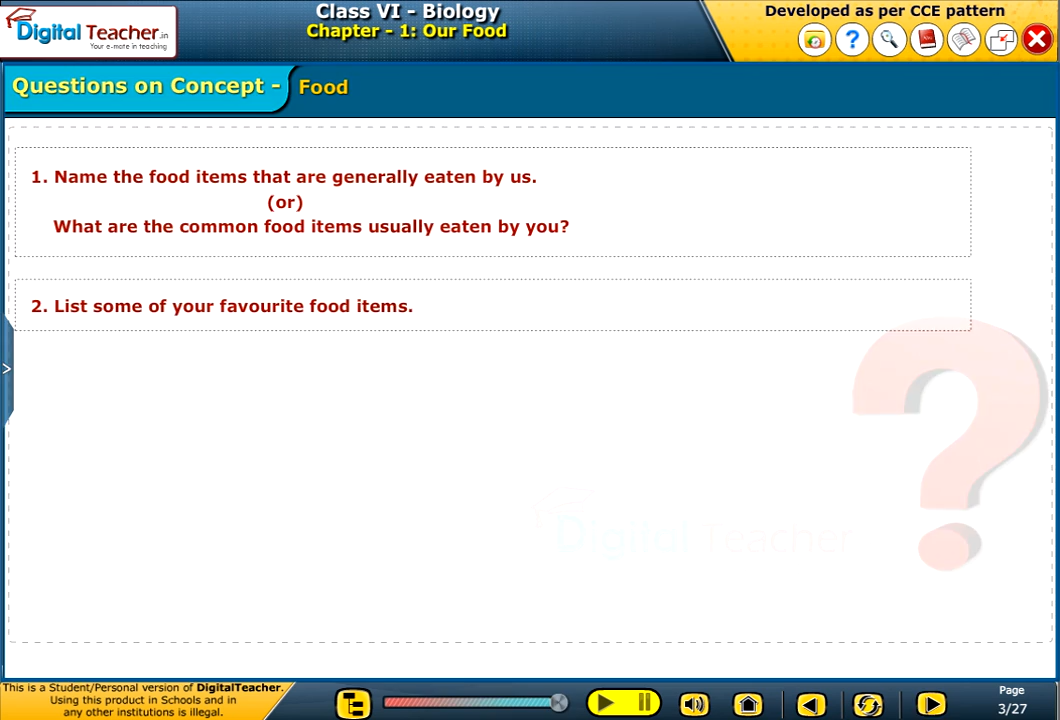 Digital Teacher.in
Your e-mate in teaching
Class VI - Biology
Chapter - 1: Our Food
Developed as per CCE pattern
Questions on Concept - Food
1. Name the food items that are generally eaten by us.
(or)
What are the common food items usually eaten by you?
2. List some of your favourite food items.
>
?
Digital Teacher
This is a Student/Personal version of DigitalTeacher.
Using this product in Schools and in
any other institutions is illegal.
Page
3/27